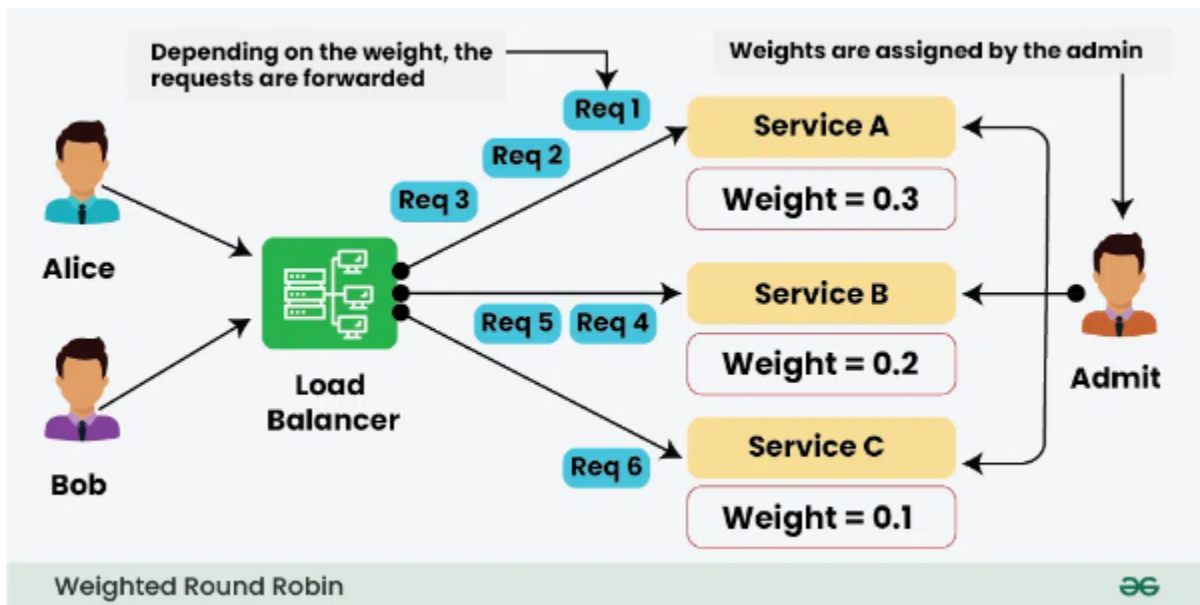 Depending on the weight, the
requests are forwarded
Weights are assigned by the admin
Req 1
Req 2
Req 3
Service A
Weight = 0.3
Alice
Service B
Req 5 Req 4
Weight = 0.2
Load
Balancer
Admit
Service C
Req 6
Bob
Weight = 0.1
Weighted Round Robin